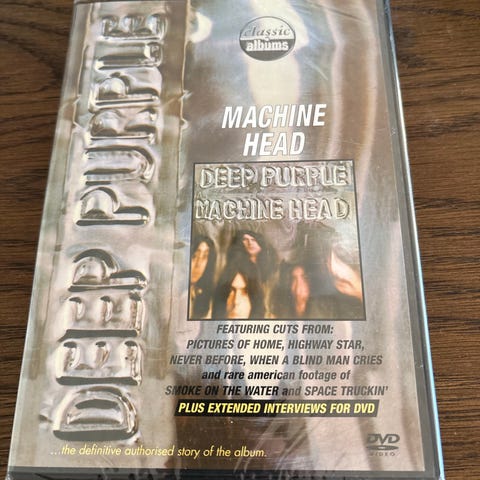 classic
albums
DEEP PURPLE
MACHINE
HEAD
DEEP PURPLE
MACHINE HEAD
FEATURING CUTS FROM:
PICTURES OF HOME, HIGHWAY STAR,
NEVER BEFORE, WHEN A BLIND MAN CRIES
and rare american footage of
SMOKE ON THE WATER and SPACE TRUCKIN'
PLUS EXTENDED INTERVIEWS FOR DVD
...the definitive authorised story of the album.
DVD
VIDEO